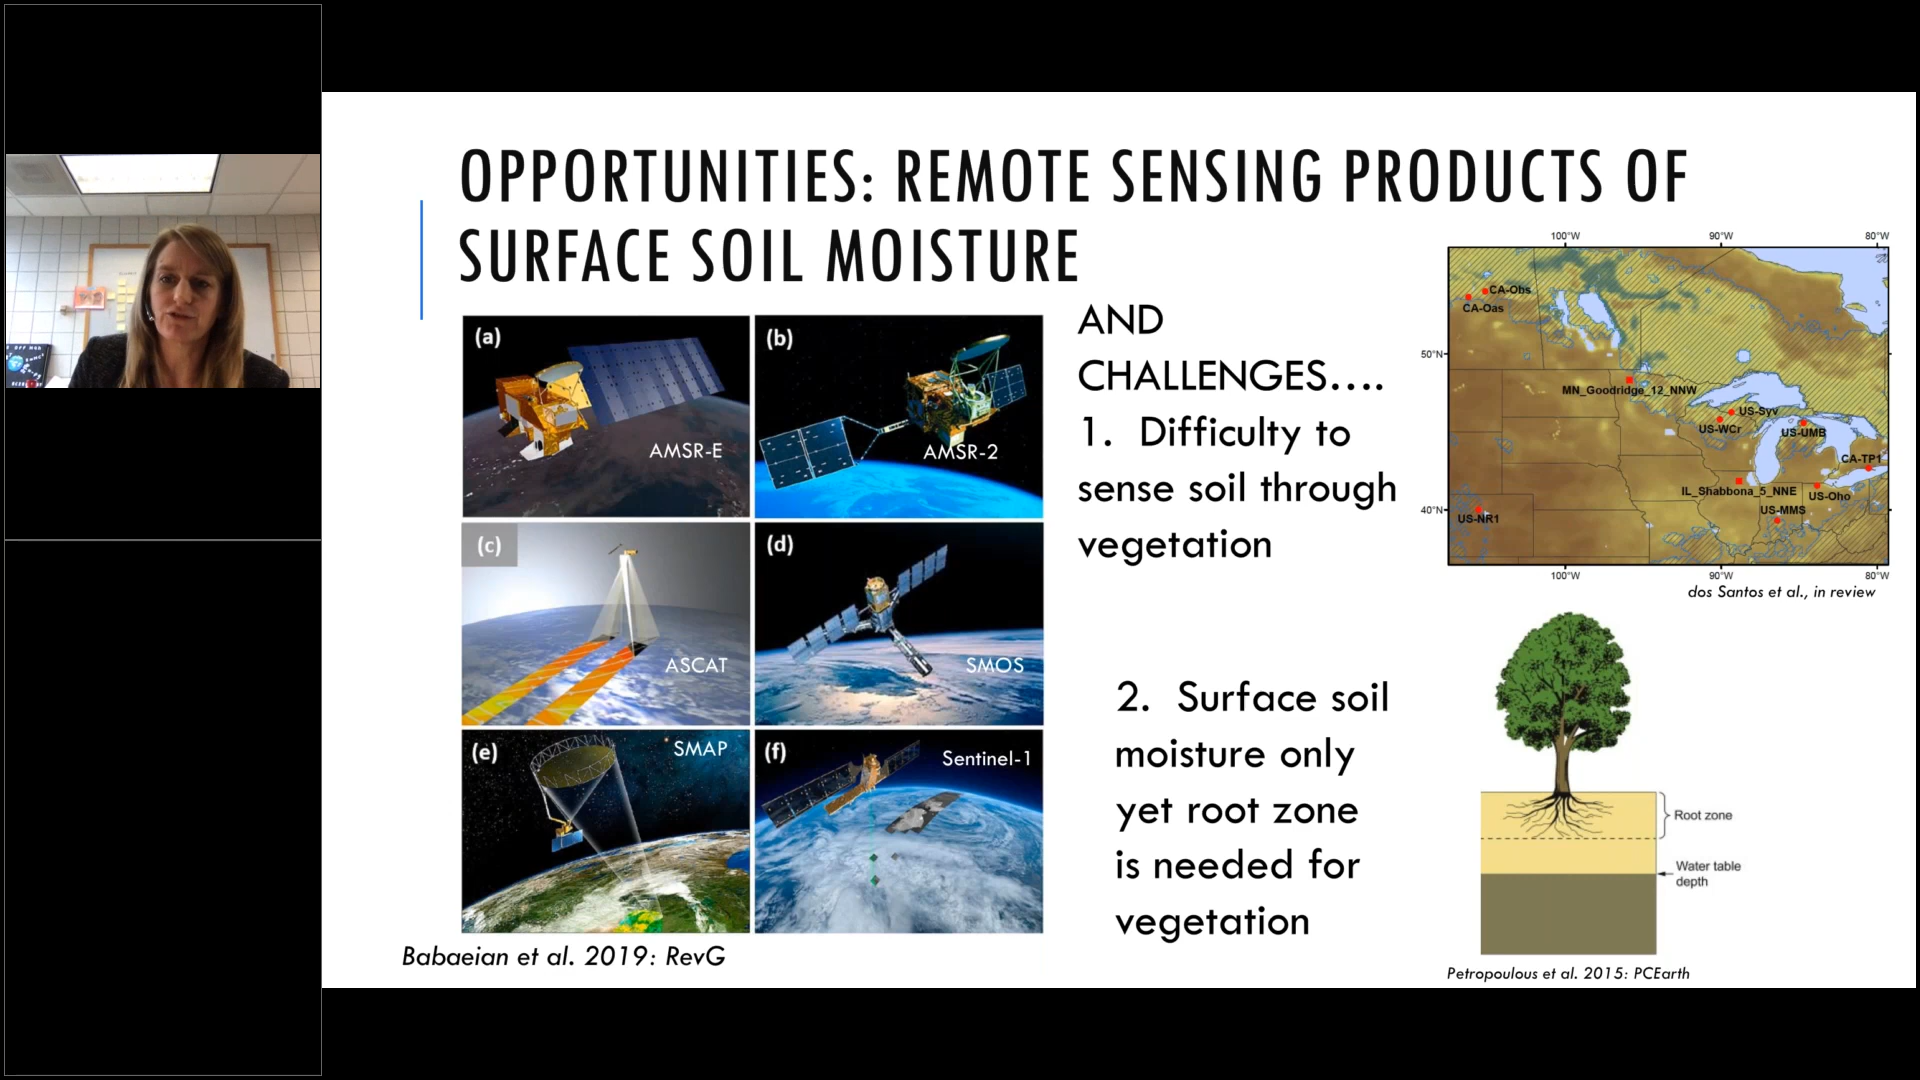 OPPORTUNITIES: REMOTE SENSING PRODUCTS OF
SURFACE SOIL MOISTURE
(a)
AMSR-E
(b)
AMSR-2
(c)
ASCAT
(d)
SMOS
(e)
SMAP
(f)
Sentinel-1
Babaeian et al. 2019: RevG
AND
CHALLENGES....
1. Difficulty to
sense soil through
vegetation
2. Surface soil
moisture only
yet root zone
is needed for
vegetation
100°W 90°W 80°W
CA-Obs
CA-Oas
50°N
MN_Goodridge_12_NNW
US-Syv
US-WCr
US-UMB
CA-TP1
IL_Shabbona_5_NNE
US-Oho
40°N
US-MMS
US-NR1
100°W 90°W 80°W
dos Santos et al., in review
Root zone
Water table
depth
Petropoulous et al. 2015: PCEarth